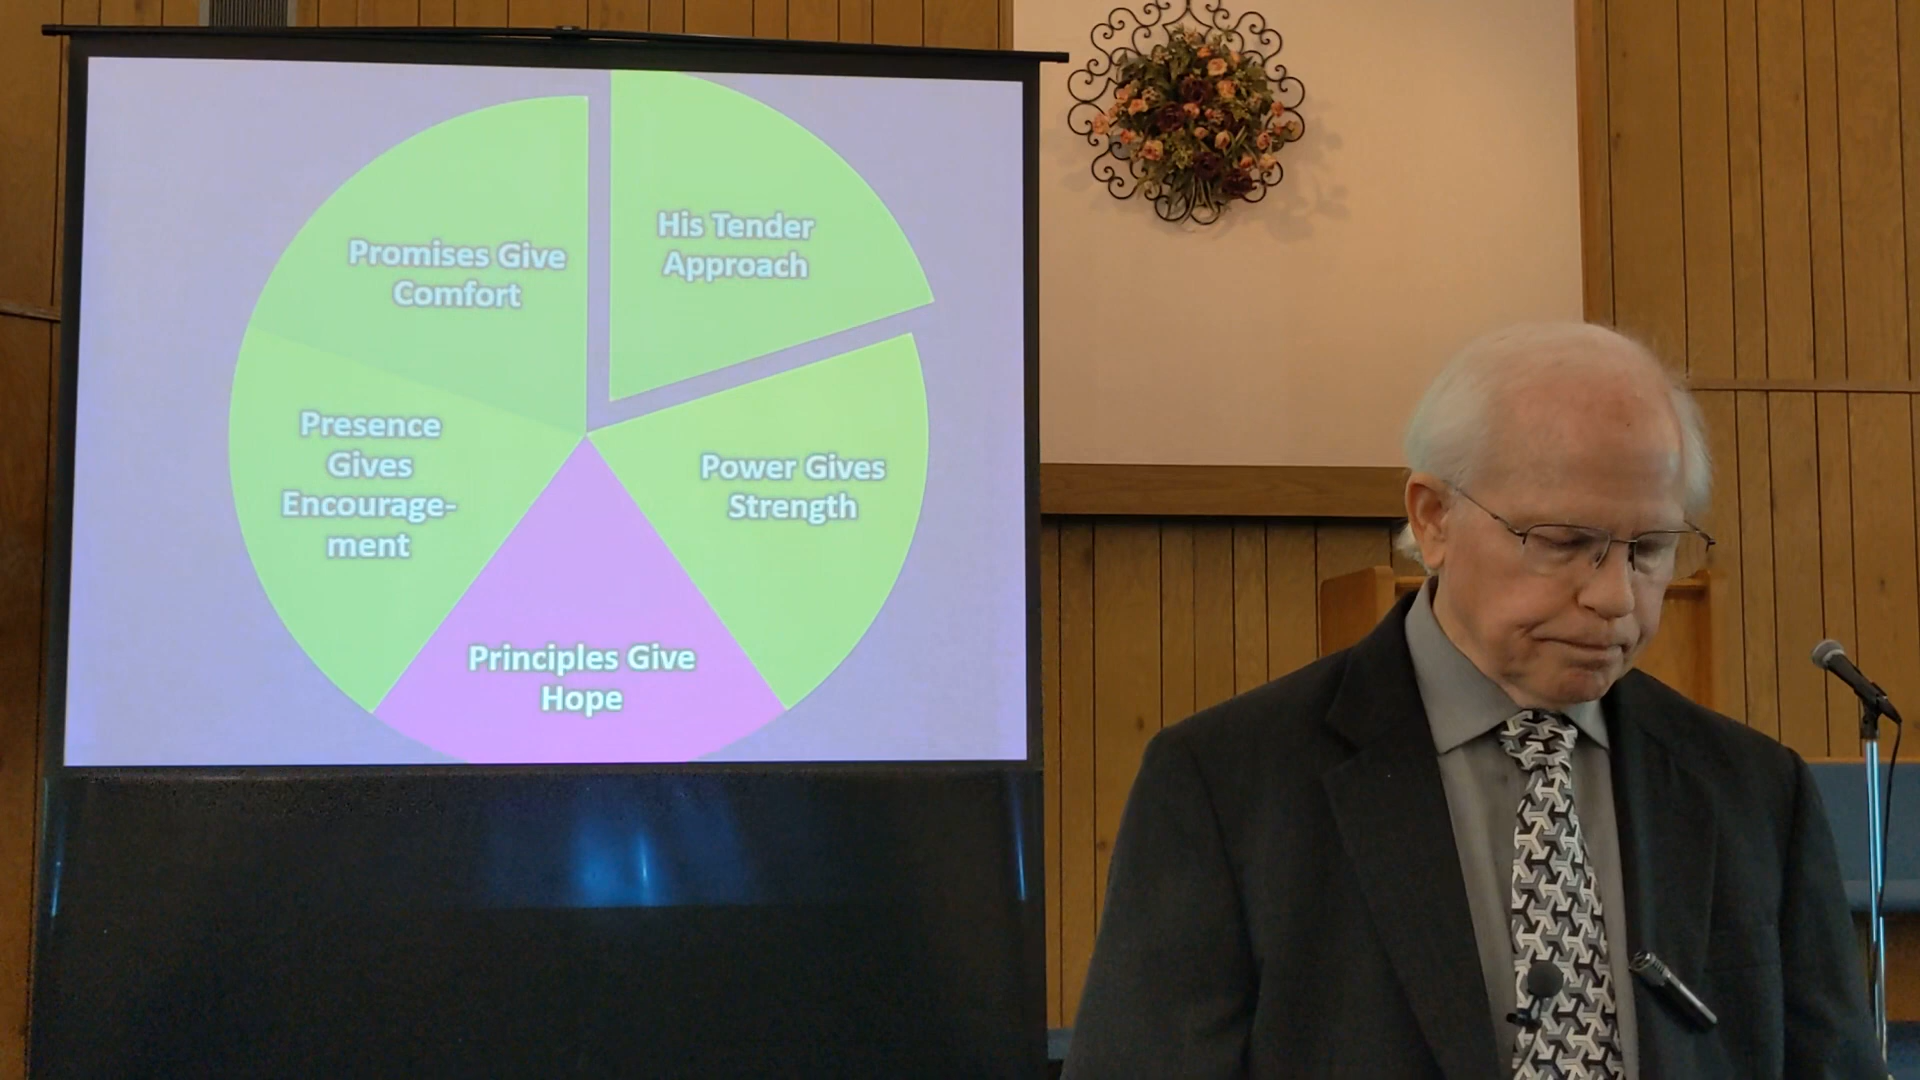 His Tender
Approach
Promises Give
Comfort
Presence
Gives
Encourage-
ment
Power Gives
Strength
Principles Give
Hope